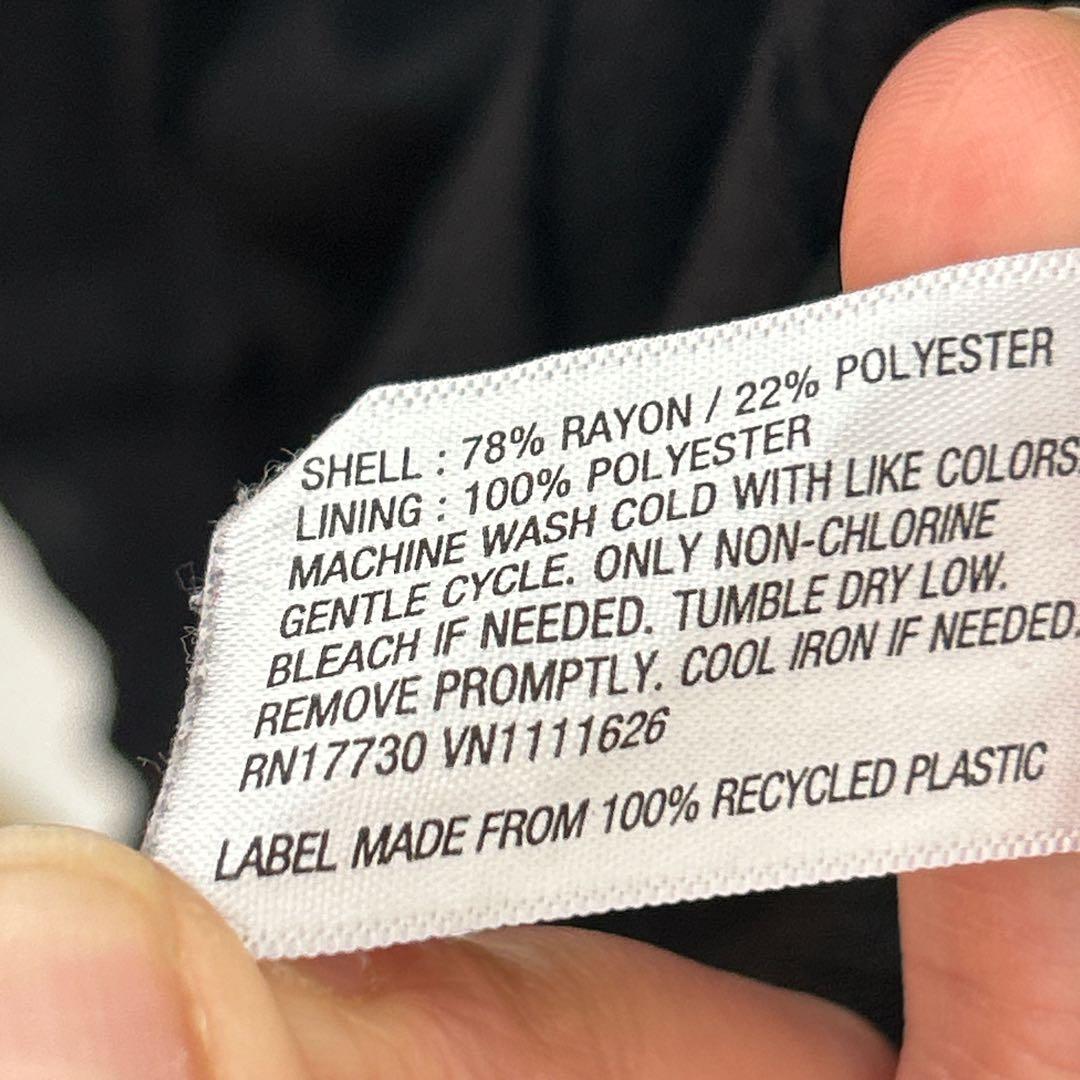 SHELL : 78% RAYON / 22% POLYESTER
LINING : 100% POLYESTER
MACHINE WASH COLD WITH LIKE COLORS.
GENTLE CYCLE. ONLY NON-CHLORINE
BLEACH IF NEEDED. TUMBLE DRY LOW.
REMOVE PROMPTLY. COOL IRON IF NEEDED.
RN17730 VN1111626
LABEL MADE FROM 100% RECYCLED PLASTIC